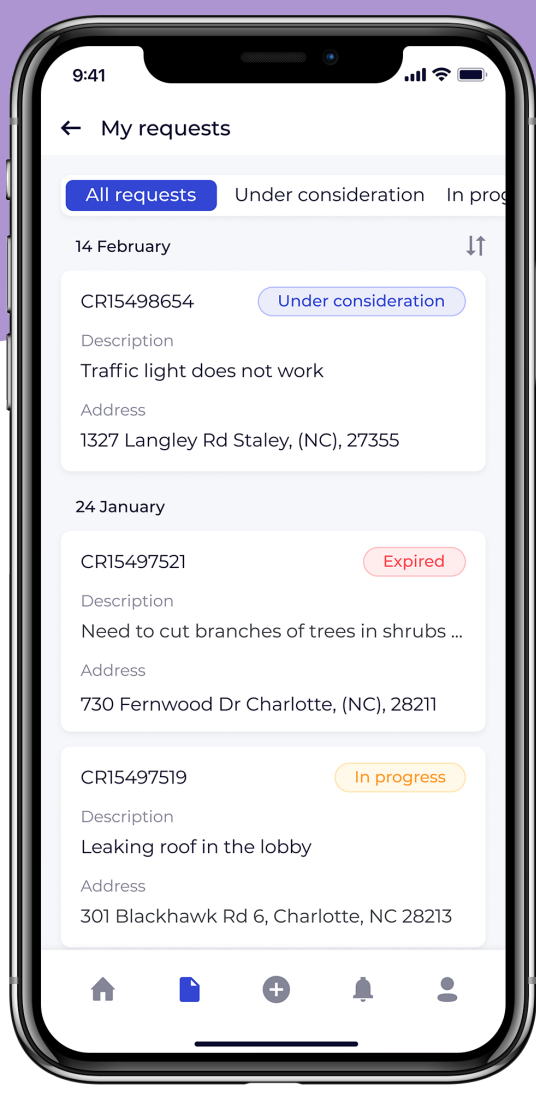 9:41
My requests
All requests Under consideration In prog
14 February
CR15498654 Under consideration
Description
Traffic light does not work
Address
1327 Langley Rd Staley, (NC), 27355
24 January
CR15497521 Expired
Description
Need to cut branches of trees in shrubs ...
Address
730 Fernwood Dr Charlotte, (NC), 28211
CR15497519 In progress
Description
Leaking roof in the lobby
Address
301 Blackhawk Rd 6, Charlotte, NC 28213